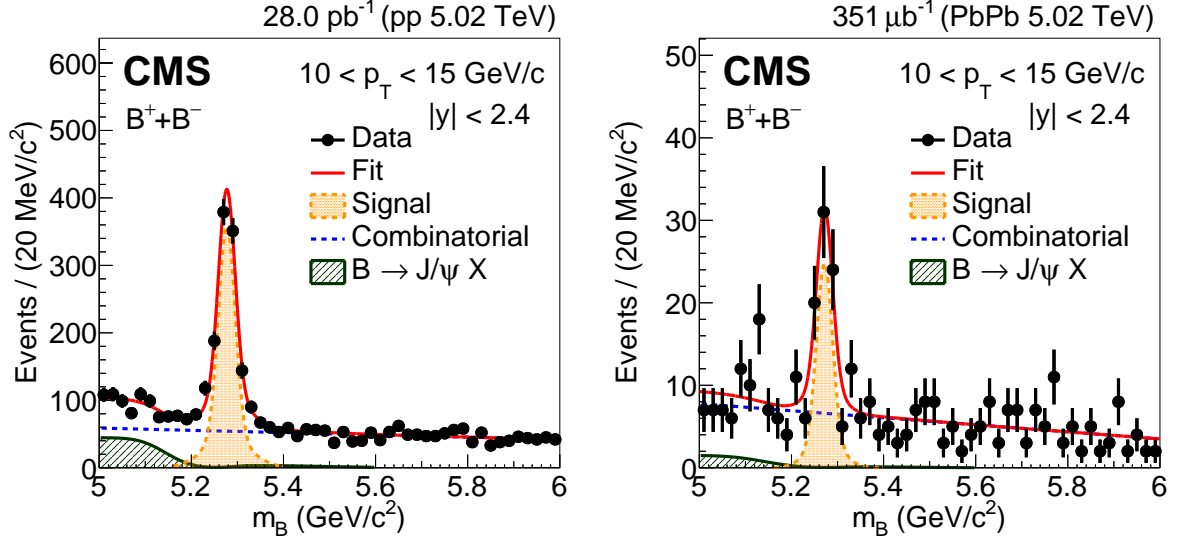 28.0 pb⁻¹ (pp 5.02 TeV)
CMS
10 < p_T < 15 GeV/c
B⁺+B⁻
|y| < 2.4
Data
Fit
Signal
Combinatorial
B → J/ψ X
Events / (20 MeV/c²)
600
500
400
300
200
100
0
5 5.2 5.4 5.6 5.8 6
m_B (GeV/c²)
351 μb⁻¹ (PbPb 5.02 TeV)
CMS
10 < p_T < 15 GeV/c
B⁺+B⁻
|y| < 2.4
Data
Fit
Signal
Combinatorial
B → J/ψ X
Events / (20 MeV/c²)
50
40
30
20
10
0
5 5.2 5.4 5.6 5.8 6
m_B (GeV/c²)